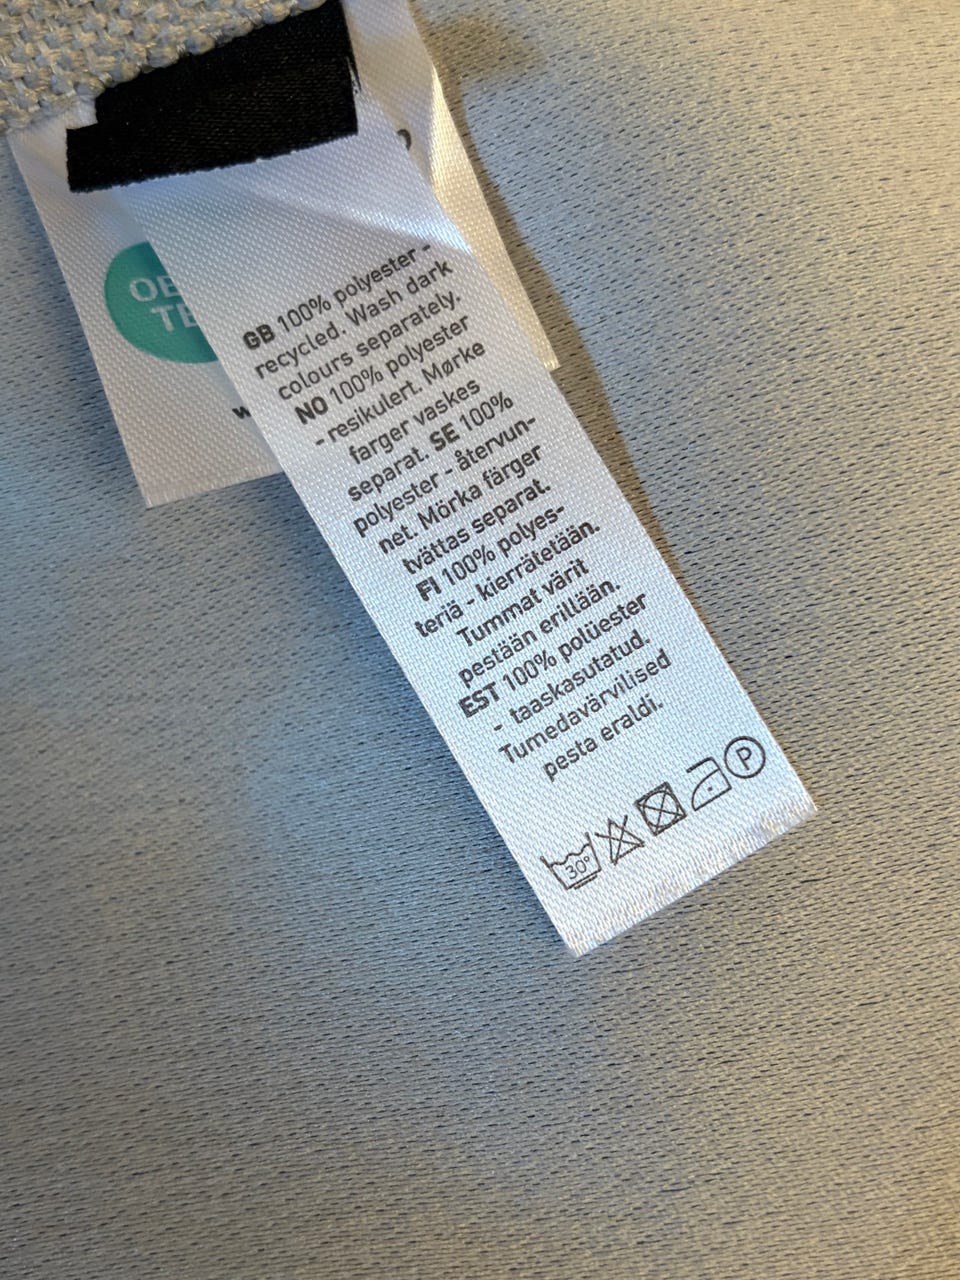 GB 100% polyester -
recycled. Wash dark
colours separately.
NO 100% polyester
- resikulert. Mørke
farger vaskes
separat. SE 100%
polyester - återvun-
net. Mörka färger
tvättas separat.
FI 100% polyes-
teriä - kierrätetään.
Tummat värit
pestään erillään.
EST 100% polüester
- taaskasutatud.
Tumedavärvilised
pesta eraldi.
30° P